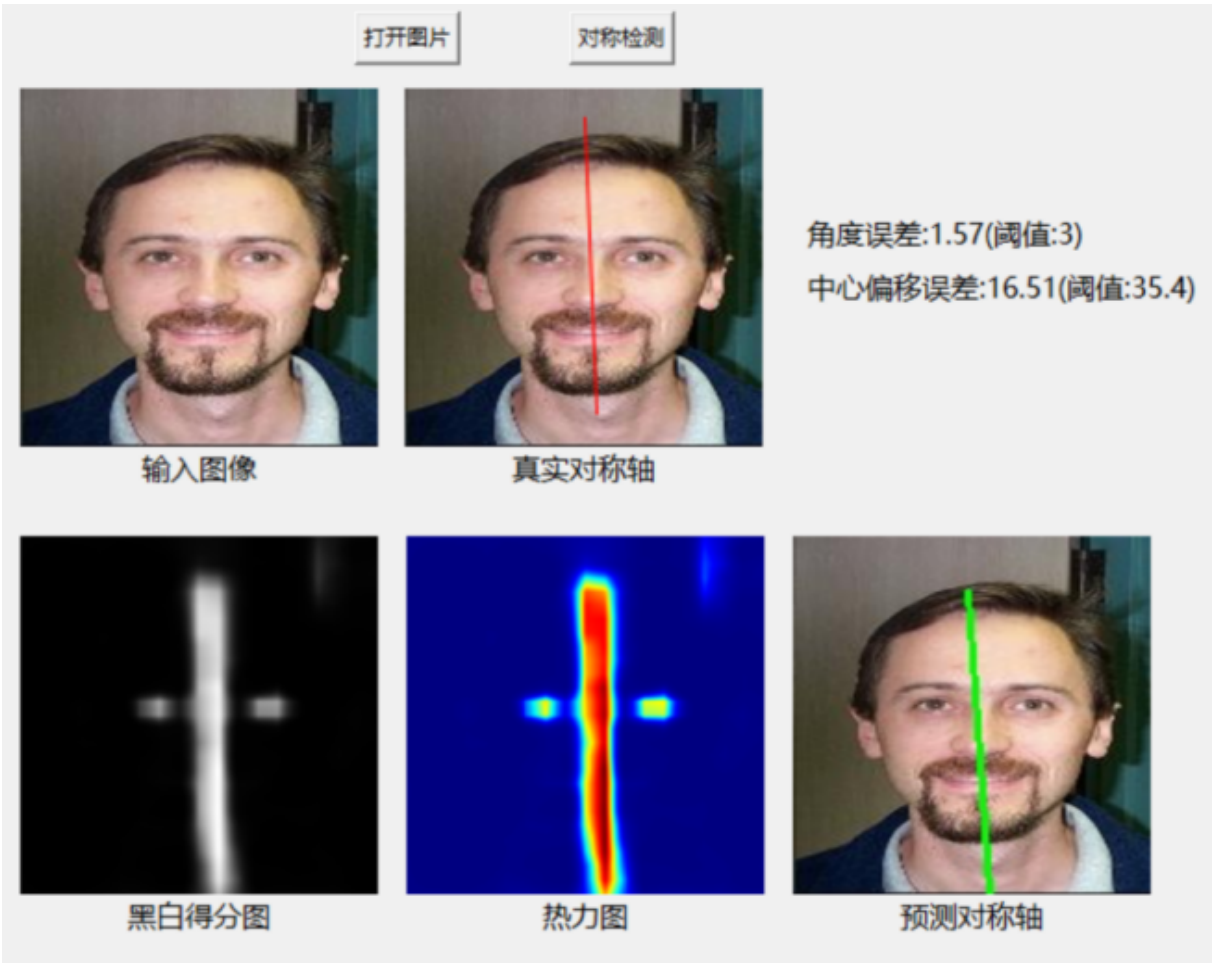 打开图片
对称检测
角度误差:1.57(阈值:3)
中心偏移误差:16.51(阈值:35.4)
输入图像
真实对称轴
黑白得分图
热力图
预测对称轴